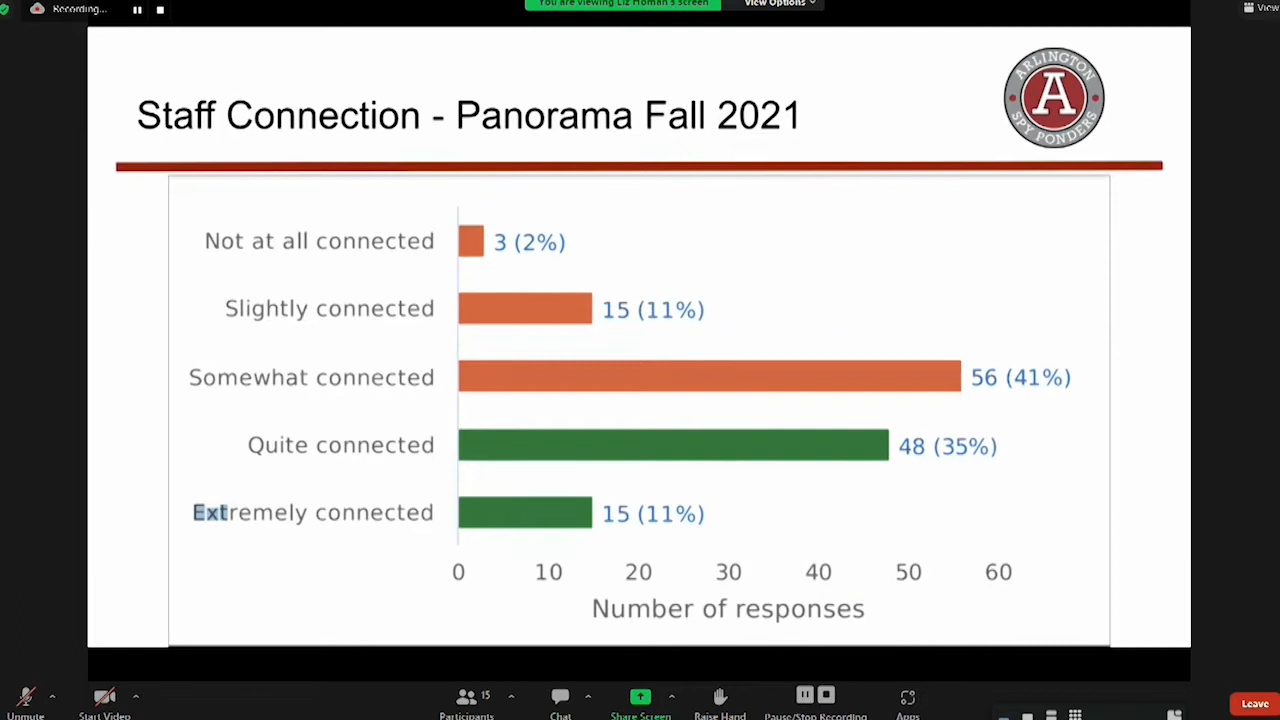 Recording...
You are viewing Liz Homan's screen
View Options
View
Staff Connection - Panorama Fall 2021
ARLINGTON
A
SPY PONDERS
Not at all connected
3 (2%)
Slightly connected
15 (11%)
Somewhat connected
56 (41%)
Quite connected
48 (35%)
Extremely connected
15 (11%)
0 10 20 30 40 50 60
Number of responses
Unmute
Start Video
15
Participants
Chat
Share Screen
Raise Hand
Pause/Stop Recording
Apps
Leave